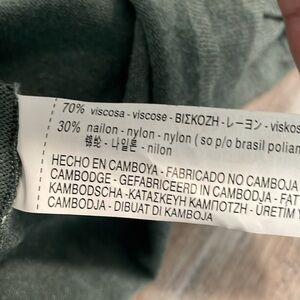 70% viscosa - viscose - ΒΙΣΚΟΖΗ - レーヨン - viskos
30% nailon - nylon - nylon ( so p/o brasil poliam
- 나일론 - nilon
HECHO EN CAMBOYA - FABRICADO NO CAMBOJA
CAMBODGE - GEFABRICEERD IN CAMBODJA - FAT
KAMBODSCHA - ΚΑΤΑΣΚΕΥΗ ΚΑΜΠΟΤΖΗ - ÜRETİM Y
CAMBODJA - DIBUAT DI KAMBOJA